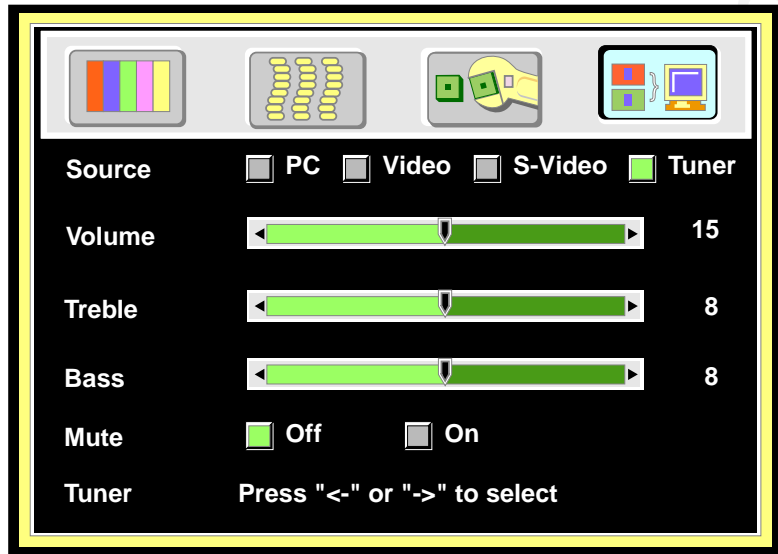 Source PC Video S-Video Tuner
Volume 15
Treble 8
Bass 8
Mute Off On
Tuner Press "<-" or "->" to select